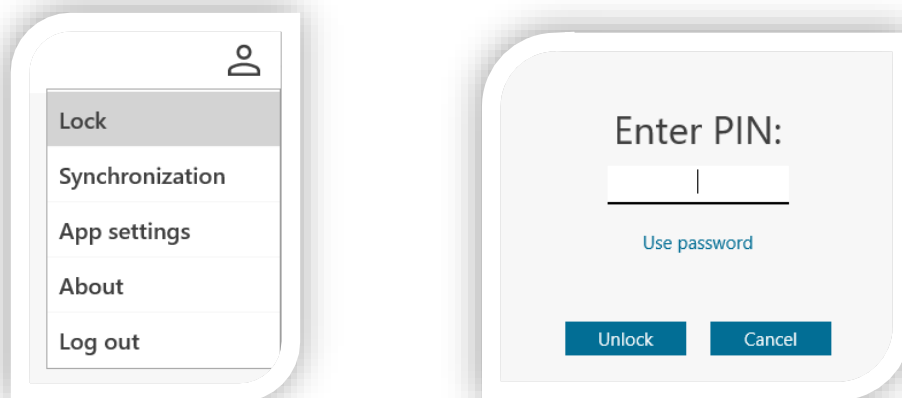 Lock
Synchronization
App settings
About
Log out
Enter PIN:
Use password
Unlock
Cancel